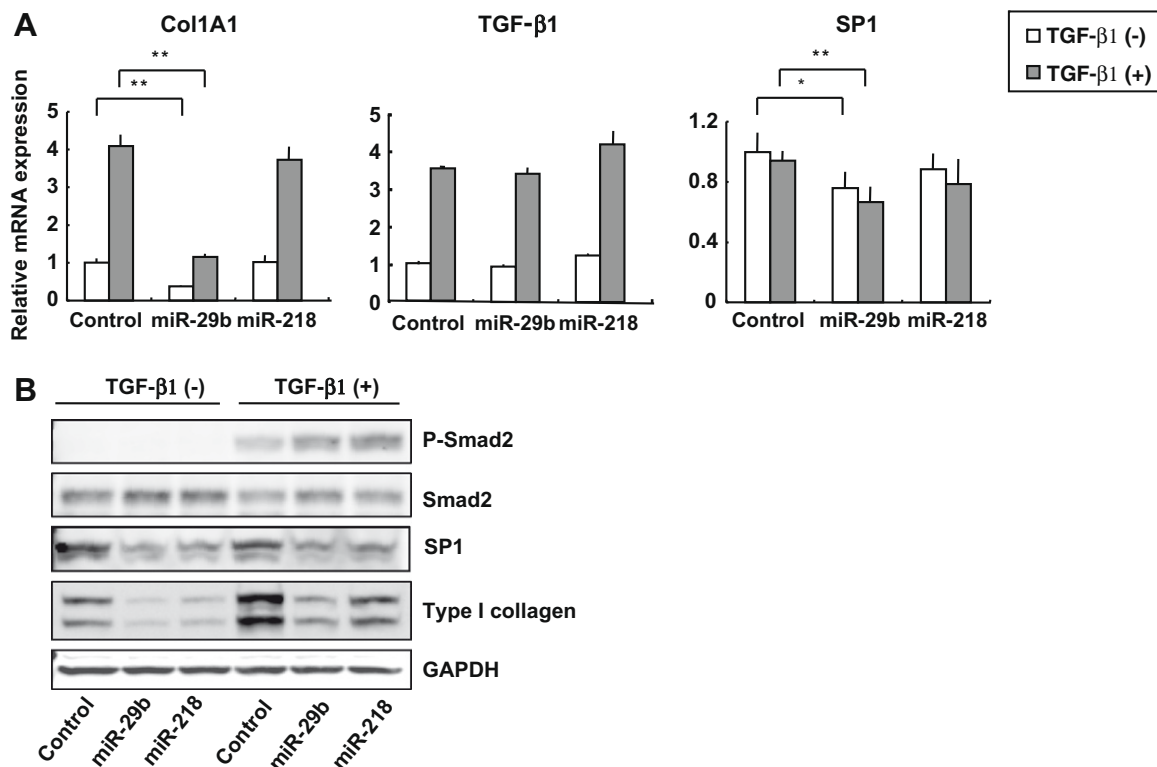 A
Col1A1
TGF-β1
SP1
TGF-β1 (-)
TGF-β1 (+)
Relative mRNA expression
5
4
3
2
1
0
**
**
Control miR-29b miR-218
5
4
3
2
1
0
Control miR-29b miR-218
1.2
0.8
0.4
0
**
*
Control miR-29b miR-218
B
TGF-β1 (-)
TGF-β1 (+)
P-Smad2
Smad2
SP1
Type I collagen
GAPDH
Control miR-29b miR-218 Control miR-29b miR-218